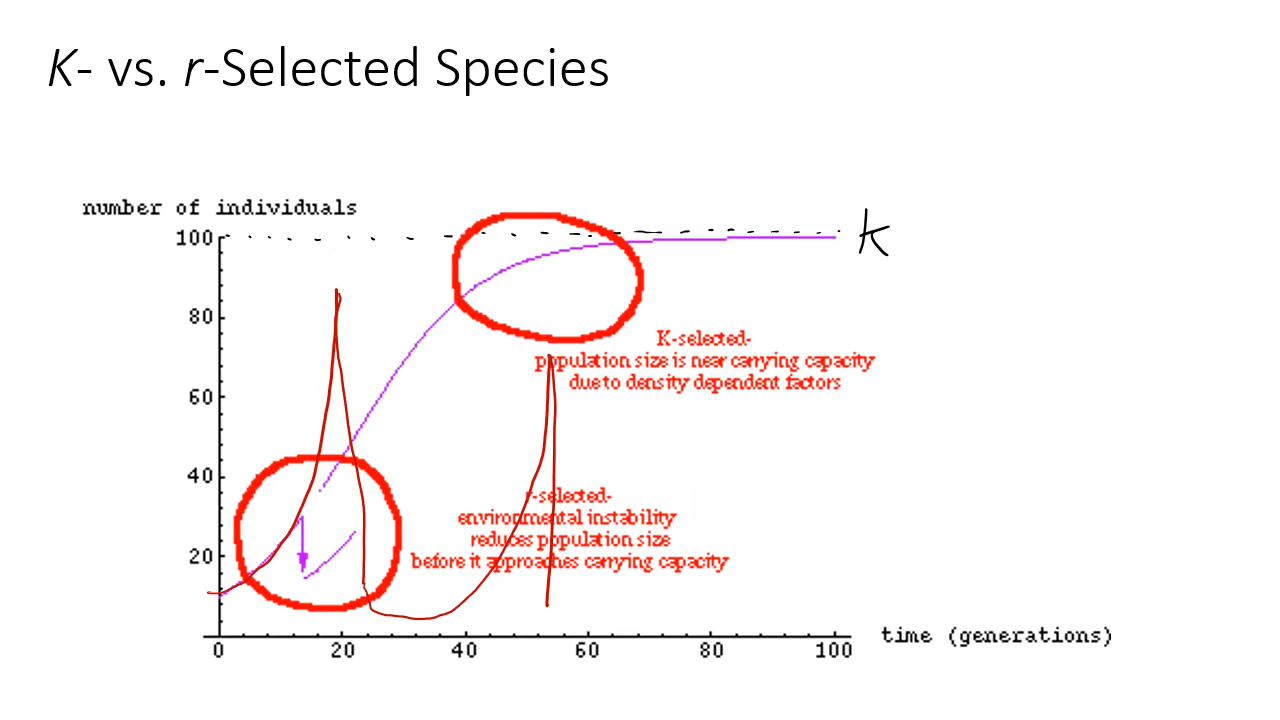 K- vs. r-Selected Species
number of individuals
100
K
80
K-selected-
population size is near carrying capacity
due to density dependent factors
60
40
r-selected-
environmental instability
reduces population size
before it approaches carrying capacity
20
time (generations)
0 20 40 60 80 100